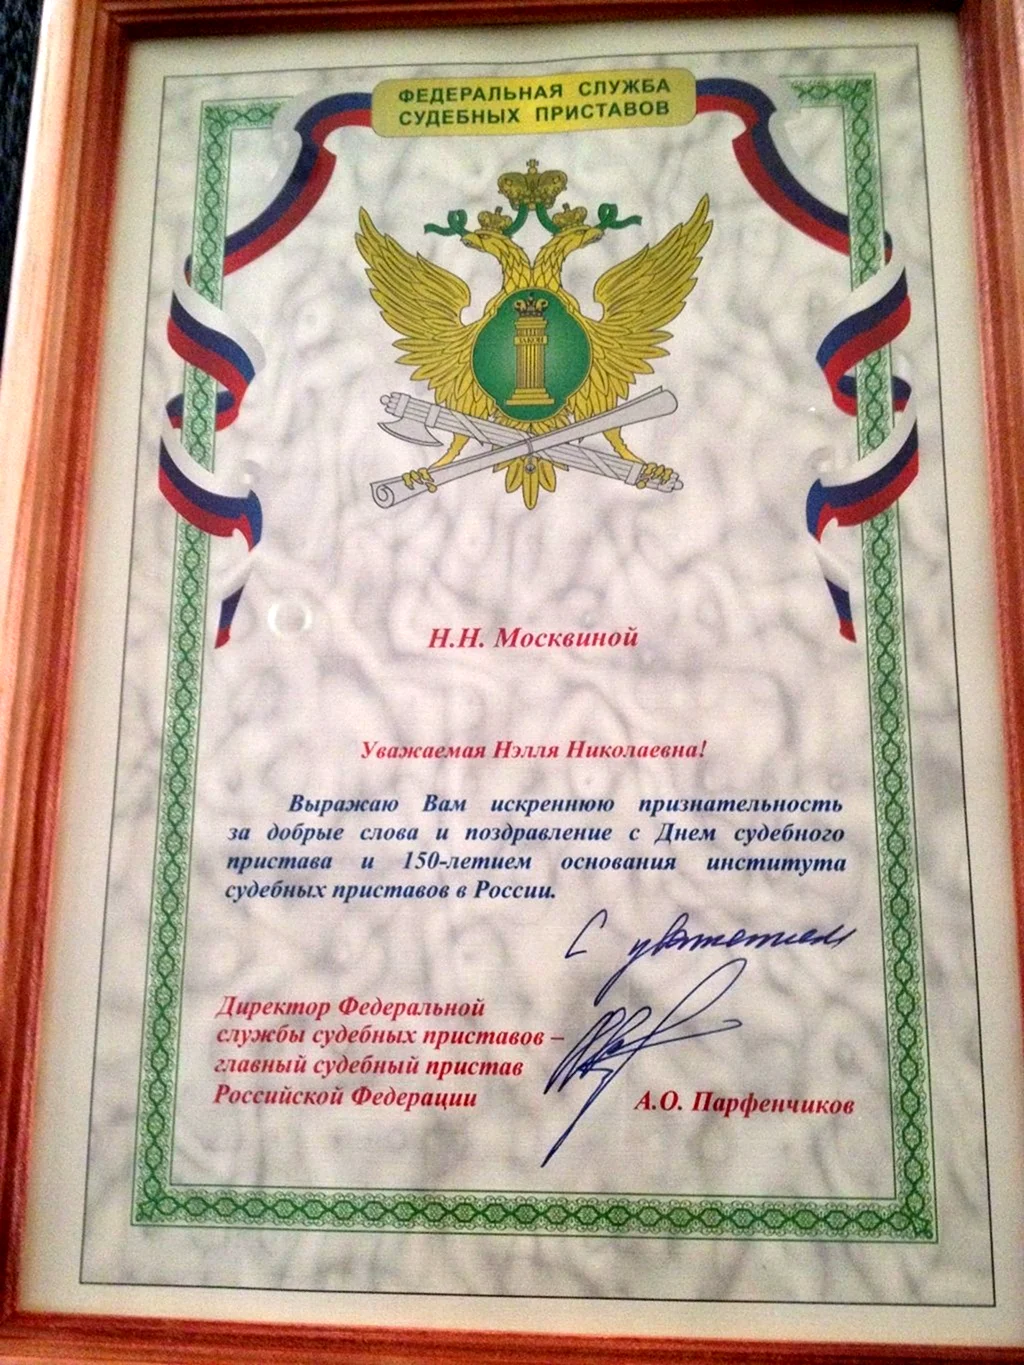 ФЕДЕРАЛЬНАЯ СЛУЖБА
СУДЕБНЫХ ПРИСТАВОВ
ЗАКОН
Н.Н. Москвиной
Уважаемая Нэлля Николаевна!
Выражаю Вам искреннюю признательность
за добрые слова и поздравление с Днем судебного
пристава и 150-летием основания института
судебных приставов в России.
С уважением
Директор Федеральной
службы судебных приставов –
главный судебный пристав
Российской Федерации
А.О. Парфенчиков